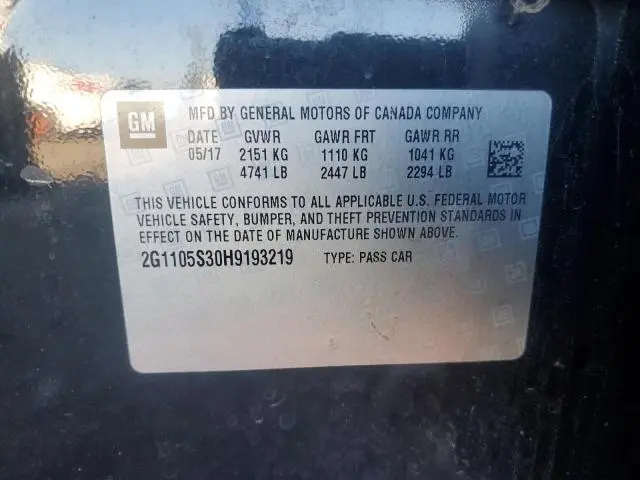 GM
MFD BY GENERAL MOTORS OF CANADA COMPANY
DATE GVWR GAWR FRT GAWR RR
05/17 2151 KG 1110 KG 1041 KG
4741 LB 2447 LB 2294 LB
THIS VEHICLE CONFORMS TO ALL APPLICABLE U.S. FEDERAL MOTOR
VEHICLE SAFETY, BUMPER, AND THEFT PREVENTION STANDARDS IN
EFFECT ON THE DATE OF MANUFACTURE SHOWN ABOVE.
2G1105S30H9193219 TYPE: PASS CAR